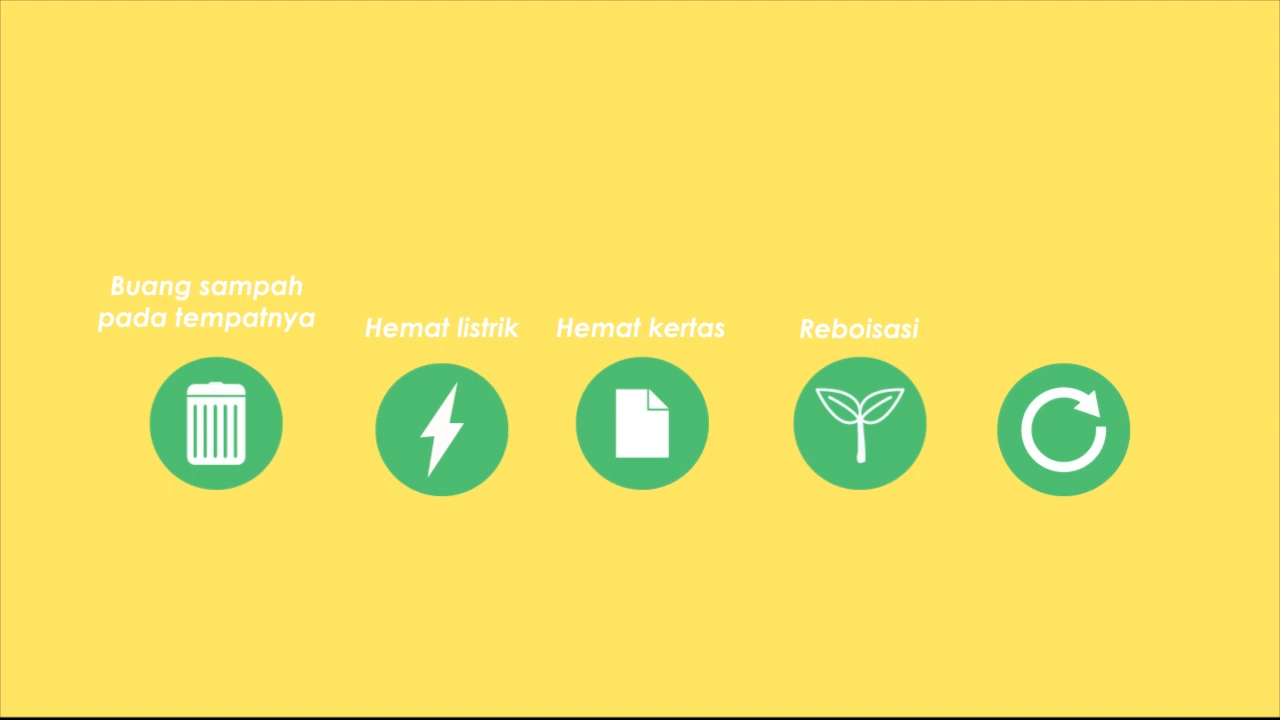 Buang sampah
pada tempatnya
Hemat listrik
Hemat kertas
Reboisasi